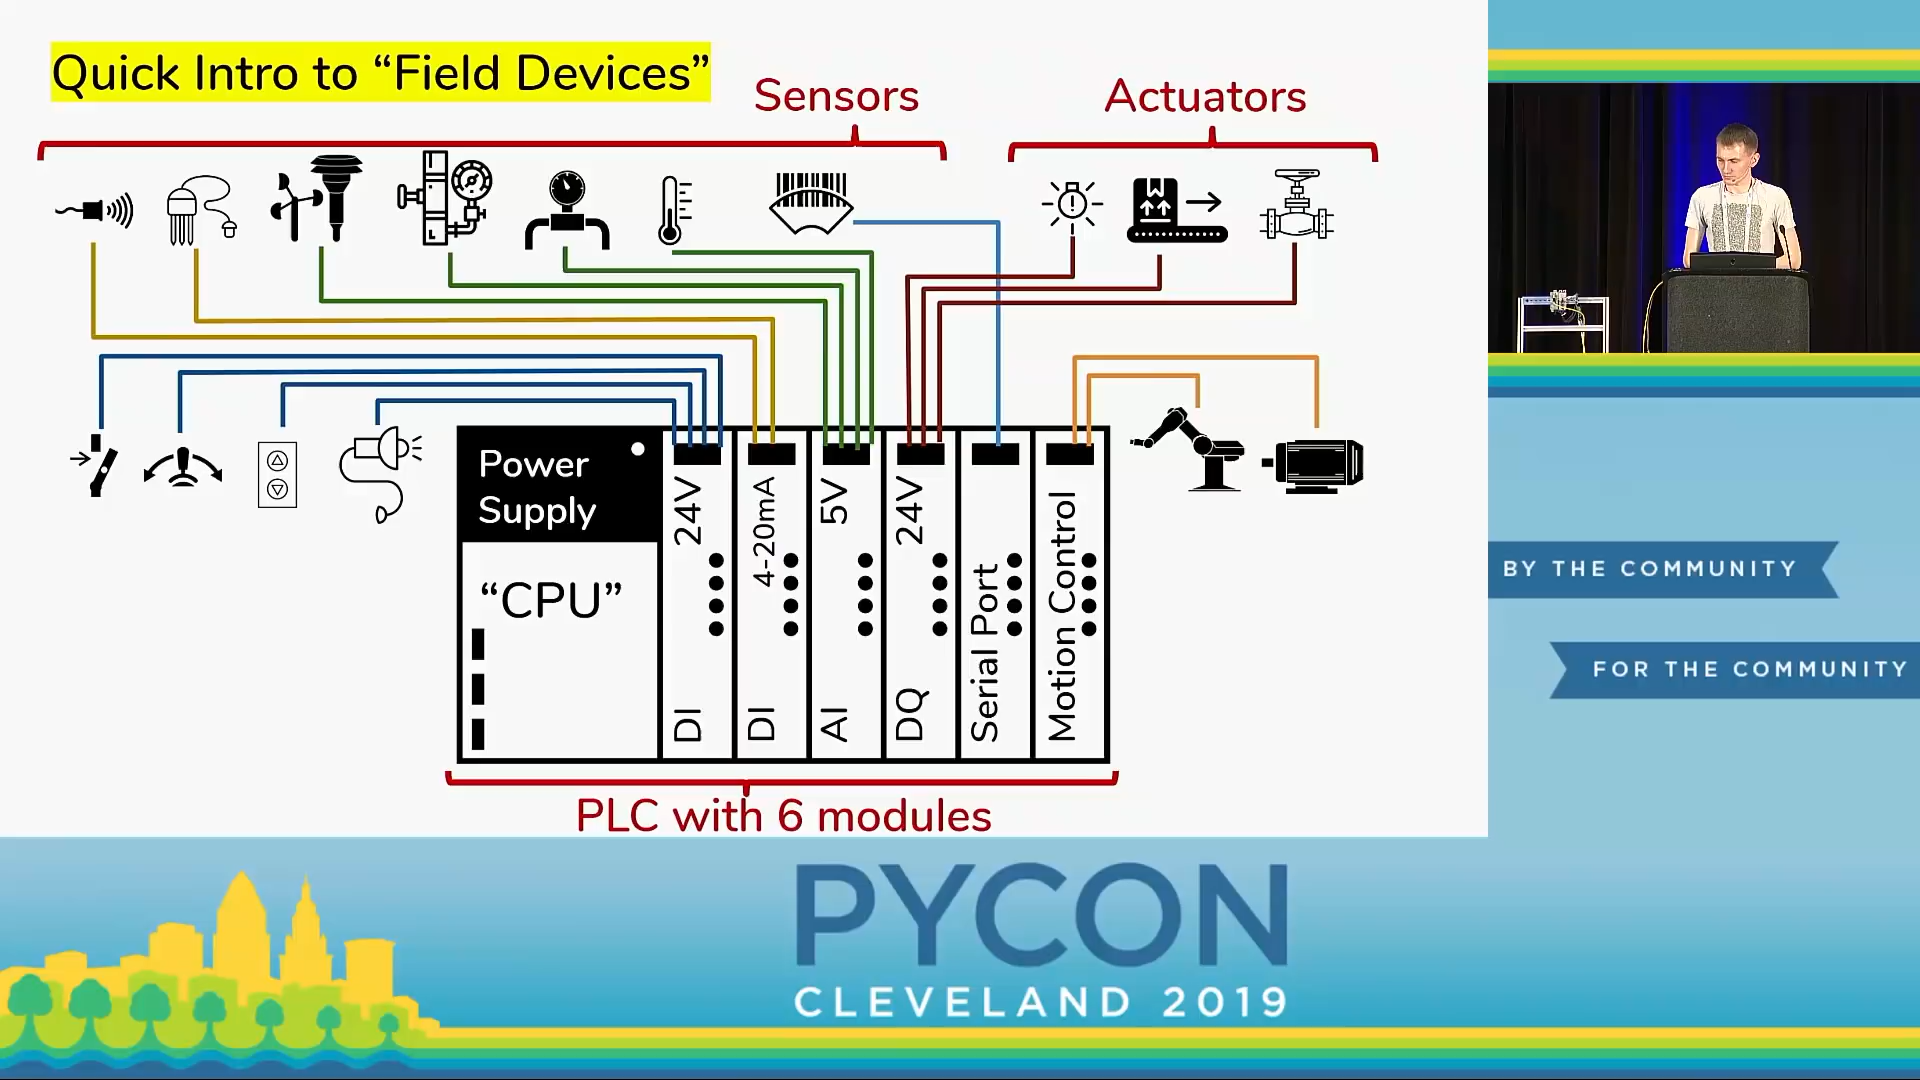 Quick Intro to “Field Devices”
Sensors
Actuators
Power
Supply
“CPU”
24V
DI
4-20mA
DI
5V
AI
24V
DQ
Serial Port
Motion Control
PLC with 6 modules
BY THE COMMUNITY
FOR THE COMMUNITY
PYCON
CLEVELAND 2019